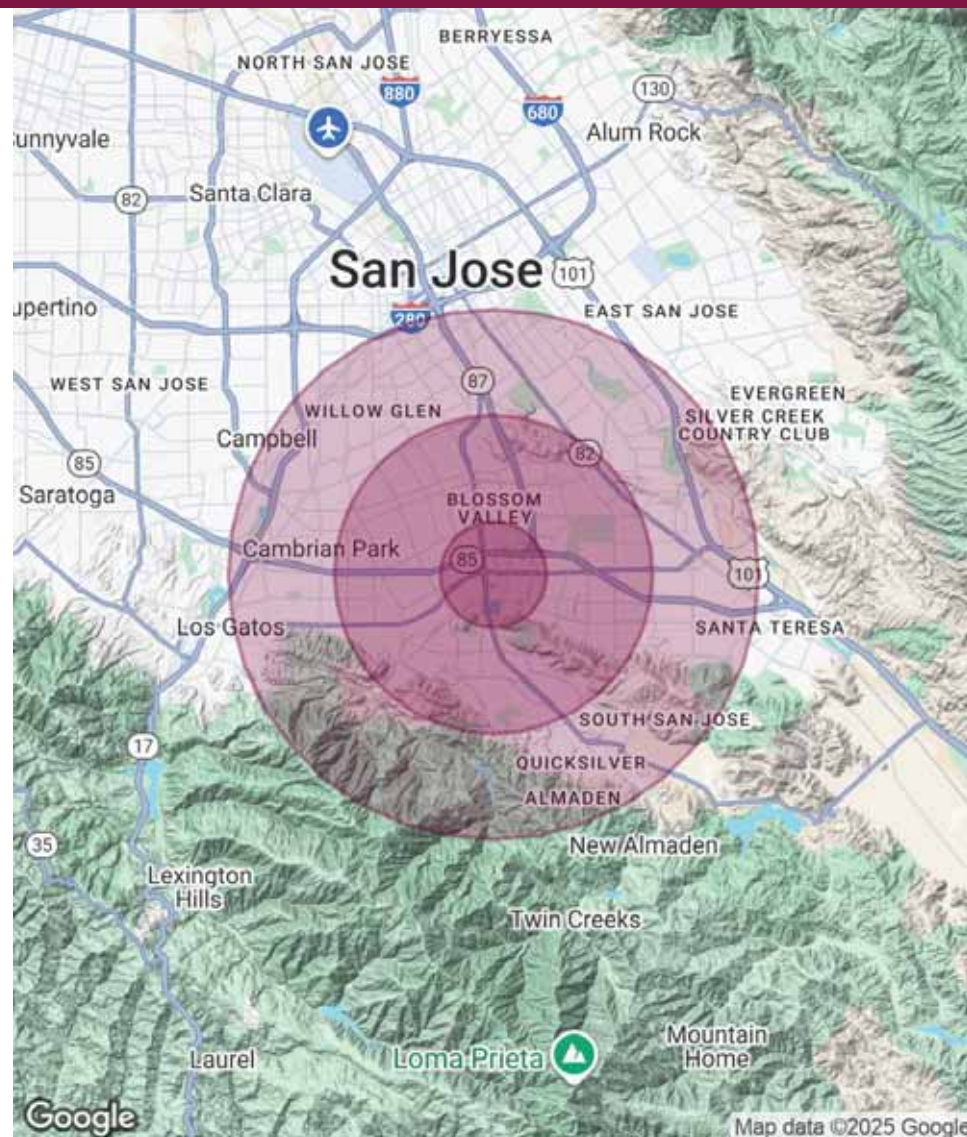 BERRYESSA
NORTH SAN JOSE
880
130
680
Alum Rock
unnyvale
82
Santa Clara
San Jose
101
upertino
280
EAST SAN JOSE
WEST SAN JOSE
87
EVERGREEN
WILLOW GLEN
SILVER CREEK
COUNTRY CLUB
Campbell
82
85
Saratoga
BLOSSOM
VALLEY
Cambrian Park
85
101
Los Gatos
SANTA TERESA
SOUTH SAN JOSE
17
QUICKSILVER
ALMADEN
35
New Almaden
Lexington
Hills
Twin Creeks
Laurel
Loma Prieta
Mountain
Home
Google
Map data ©2025 Google